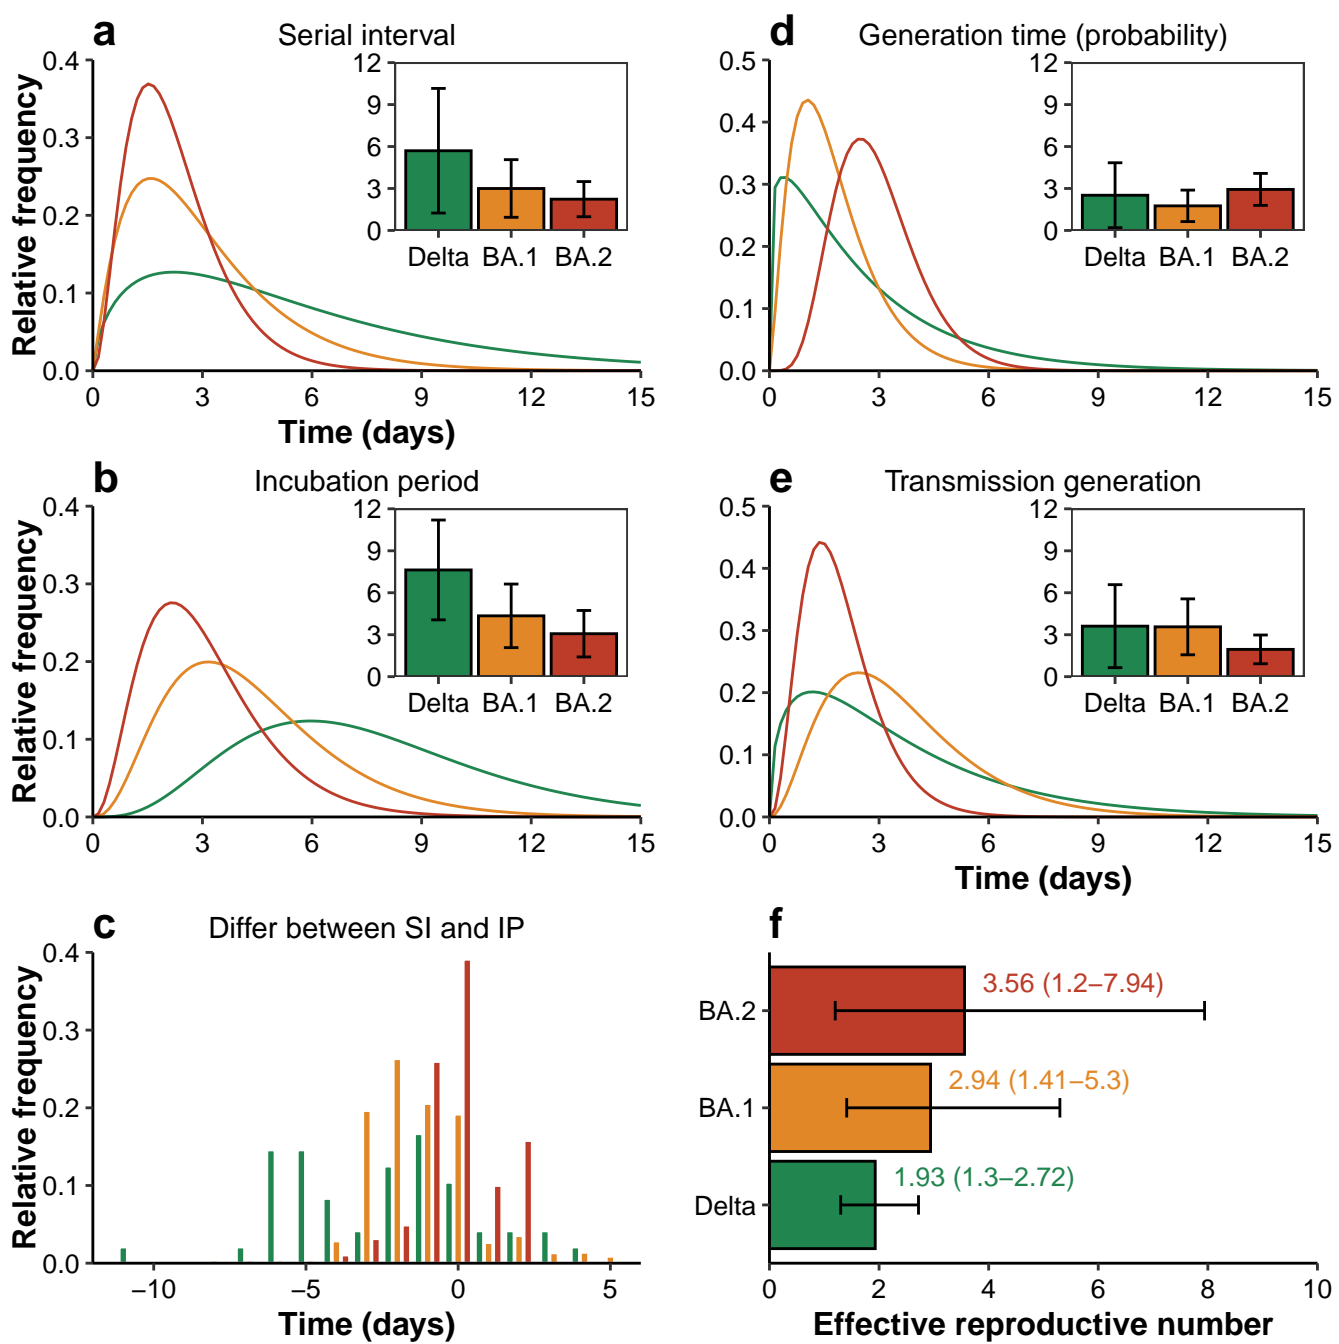 a
Serial interval
Relative frequency
0.4
0.3
0.2
0.1
0.0
0 3 6 9 12 15
Time (days)
12
9
6
3
0
Delta BA.1 BA.2
d
Generation time (probability)
0.5
0.4
0.3
0.2
0.1
0.0
0 3 6 9 12 15
12
9
6
3
0
Delta BA.1 BA.2
b
Incubation period
Relative frequency
0.4
0.3
0.2
0.1
0.0
0 3 6 9 12 15
12
9
6
3
0
Delta BA.1 BA.2
e
Transmission generation
0.5
0.4
0.3
0.2
0.1
0.0
0 3 6 9 12 15
Time (days)
12
9
6
3
0
Delta BA.1 BA.2
c
Differ between SI and IP
Relative frequency
0.4
0.3
0.2
0.1
0.0
−10 −5 0 5
Time (days)
f
BA.2
3.56 (1.2−7.94)
BA.1
2.94 (1.41−5.3)
Delta
1.93 (1.3−2.72)
0 2 4 6 8 10
Effective reproductive number